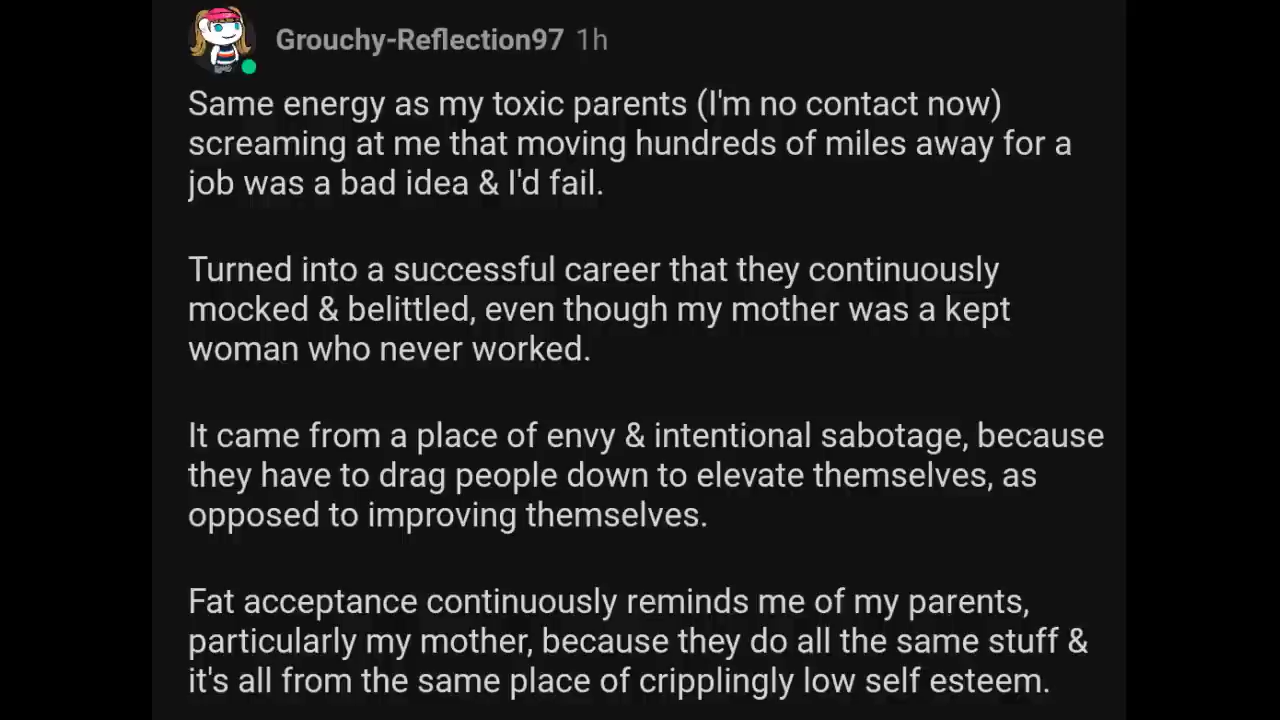 Grouchy-Reflection97 1h
Same energy as my toxic parents (I'm no contact now)
screaming at me that moving hundreds of miles away for a
job was a bad idea & I'd fail.
Turned into a successful career that they continuously
mocked & belittled, even though my mother was a kept
woman who never worked.
It came from a place of envy & intentional sabotage, because
they have to drag people down to elevate themselves, as
opposed to improving themselves.
Fat acceptance continuously reminds me of my parents,
particularly my mother, because they do all the same stuff &
it's all from the same place of cripplingly low self esteem.